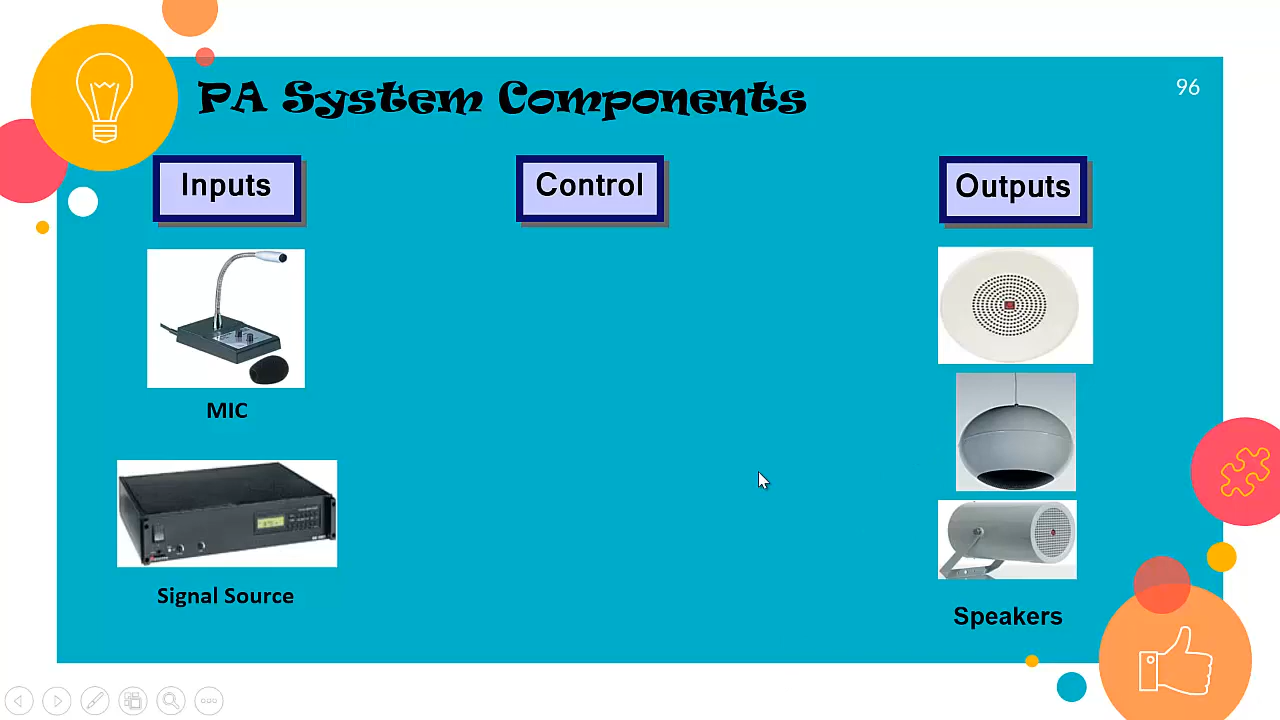 PA System Components
96
Inputs
Control
Outputs
MIC
Signal Source
Speakers